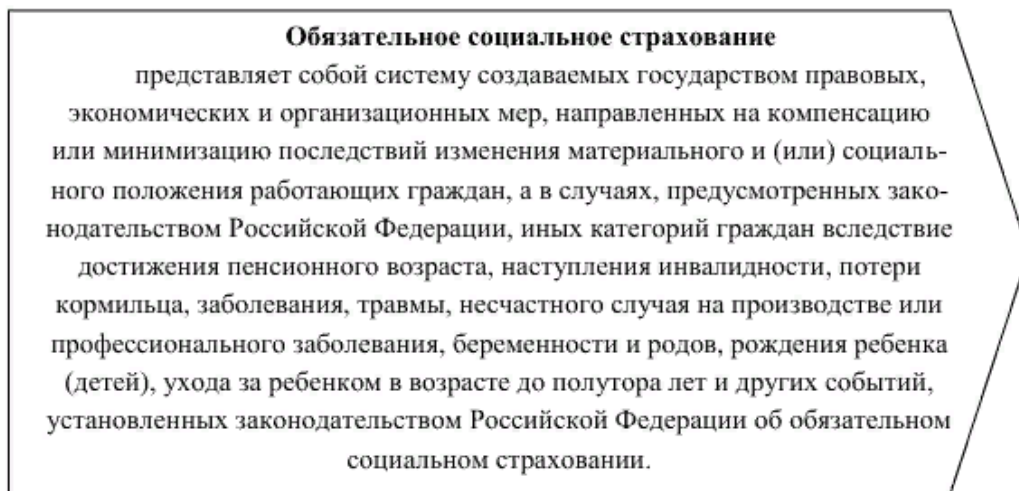 Обязательное социальное страхование
представляет собой систему создаваемых государством правовых,
экономических и организационных мер, направленных на компенсацию
или минимизацию последствий изменения материального и (или) социаль-
ного положения работающих граждан, а в случаях, предусмотренных зако-
нодательством Российской Федерации, иных категорий граждан вследствие
достижения пенсионного возраста, наступления инвалидности, потери
кормильца, заболевания, травмы, несчастного случая на производстве или
профессионального заболевания, беременности и родов, рождения ребенка
(детей), ухода за ребенком в возрасте до полутора лет и других событий,
установленных законодательством Российской Федерации об обязательном
социальном страховании.